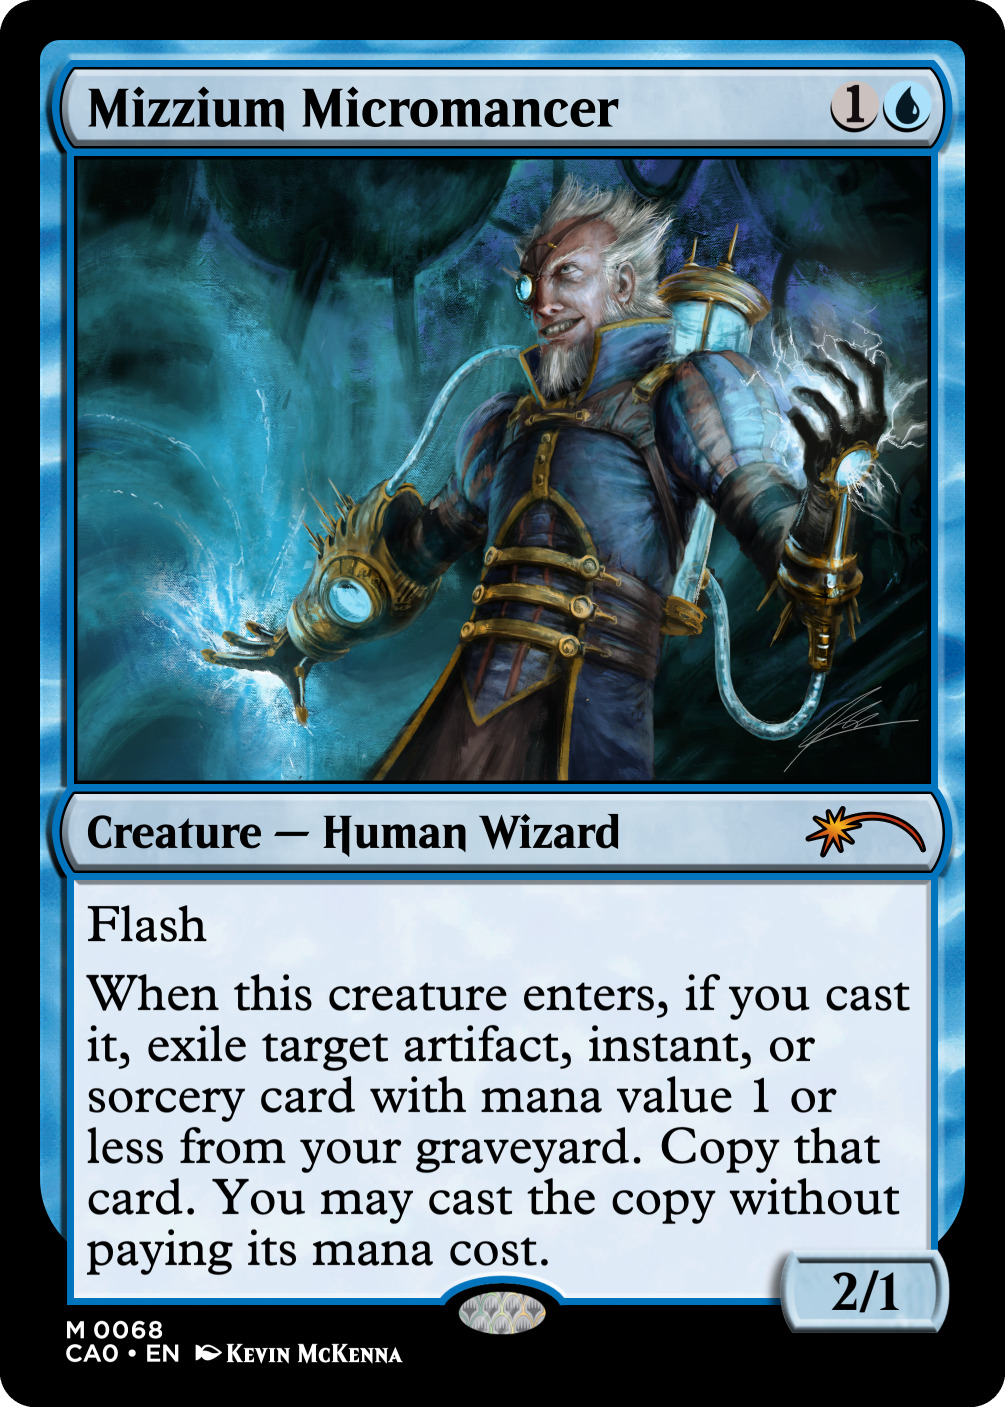 Mizzium Micromancer 1
Creature — Human Wizard
Flash
When this creature enters, if you cast
it, exile target artifact, instant, or
sorcery card with mana value 1 or
less from your graveyard. Copy that
card. You may cast the copy without
paying its mana cost.
2/1
M 0068
CAO • EN Kevin McKenna